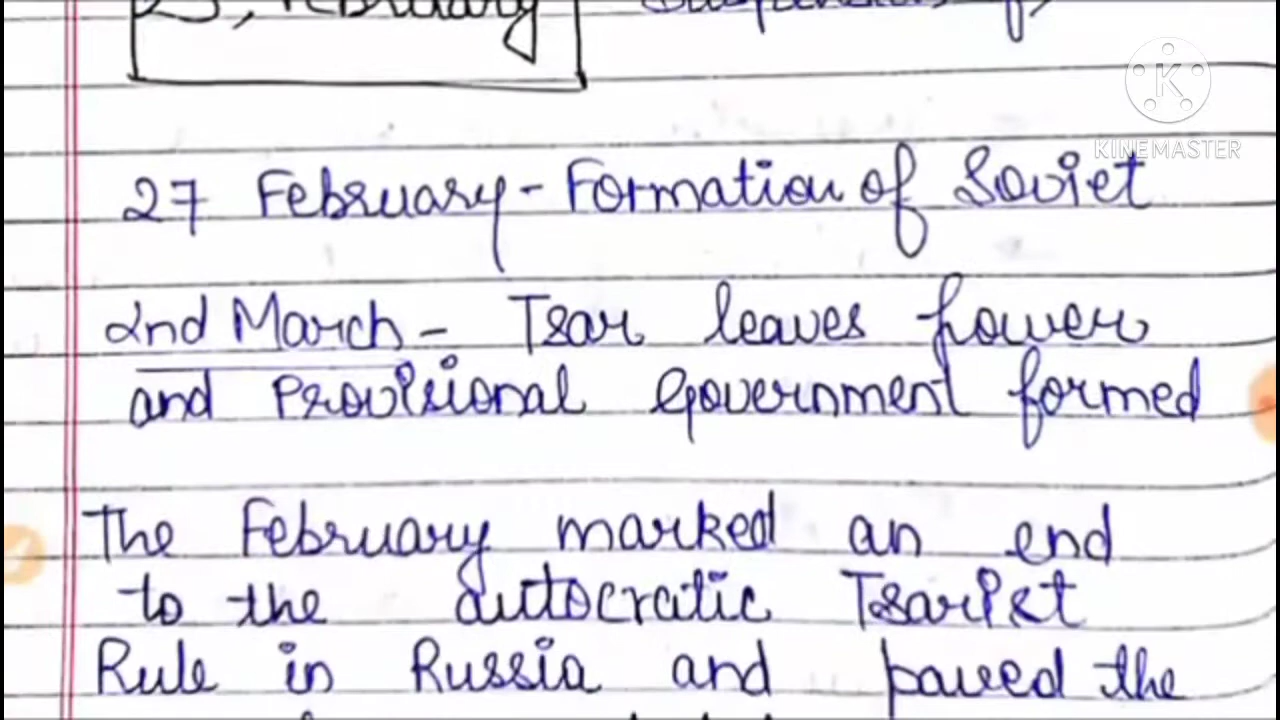 February
KINEMASTER
27 February - Formation of Soviet
2nd March - Tsar leaves power
and Provisional Government formed
The February marked an end
to the autocratic Tsarist
Rule in Russia and paved the